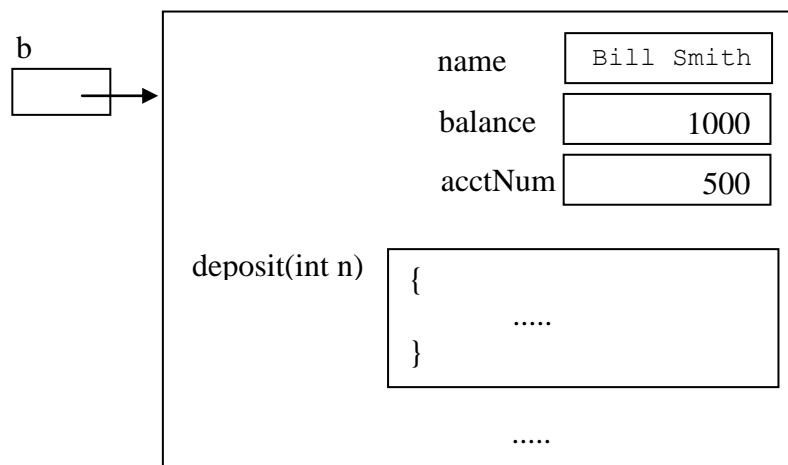 b
name Bill Smith
balance 1000
acctNum 500
deposit(int n)
{
.....
}
.....